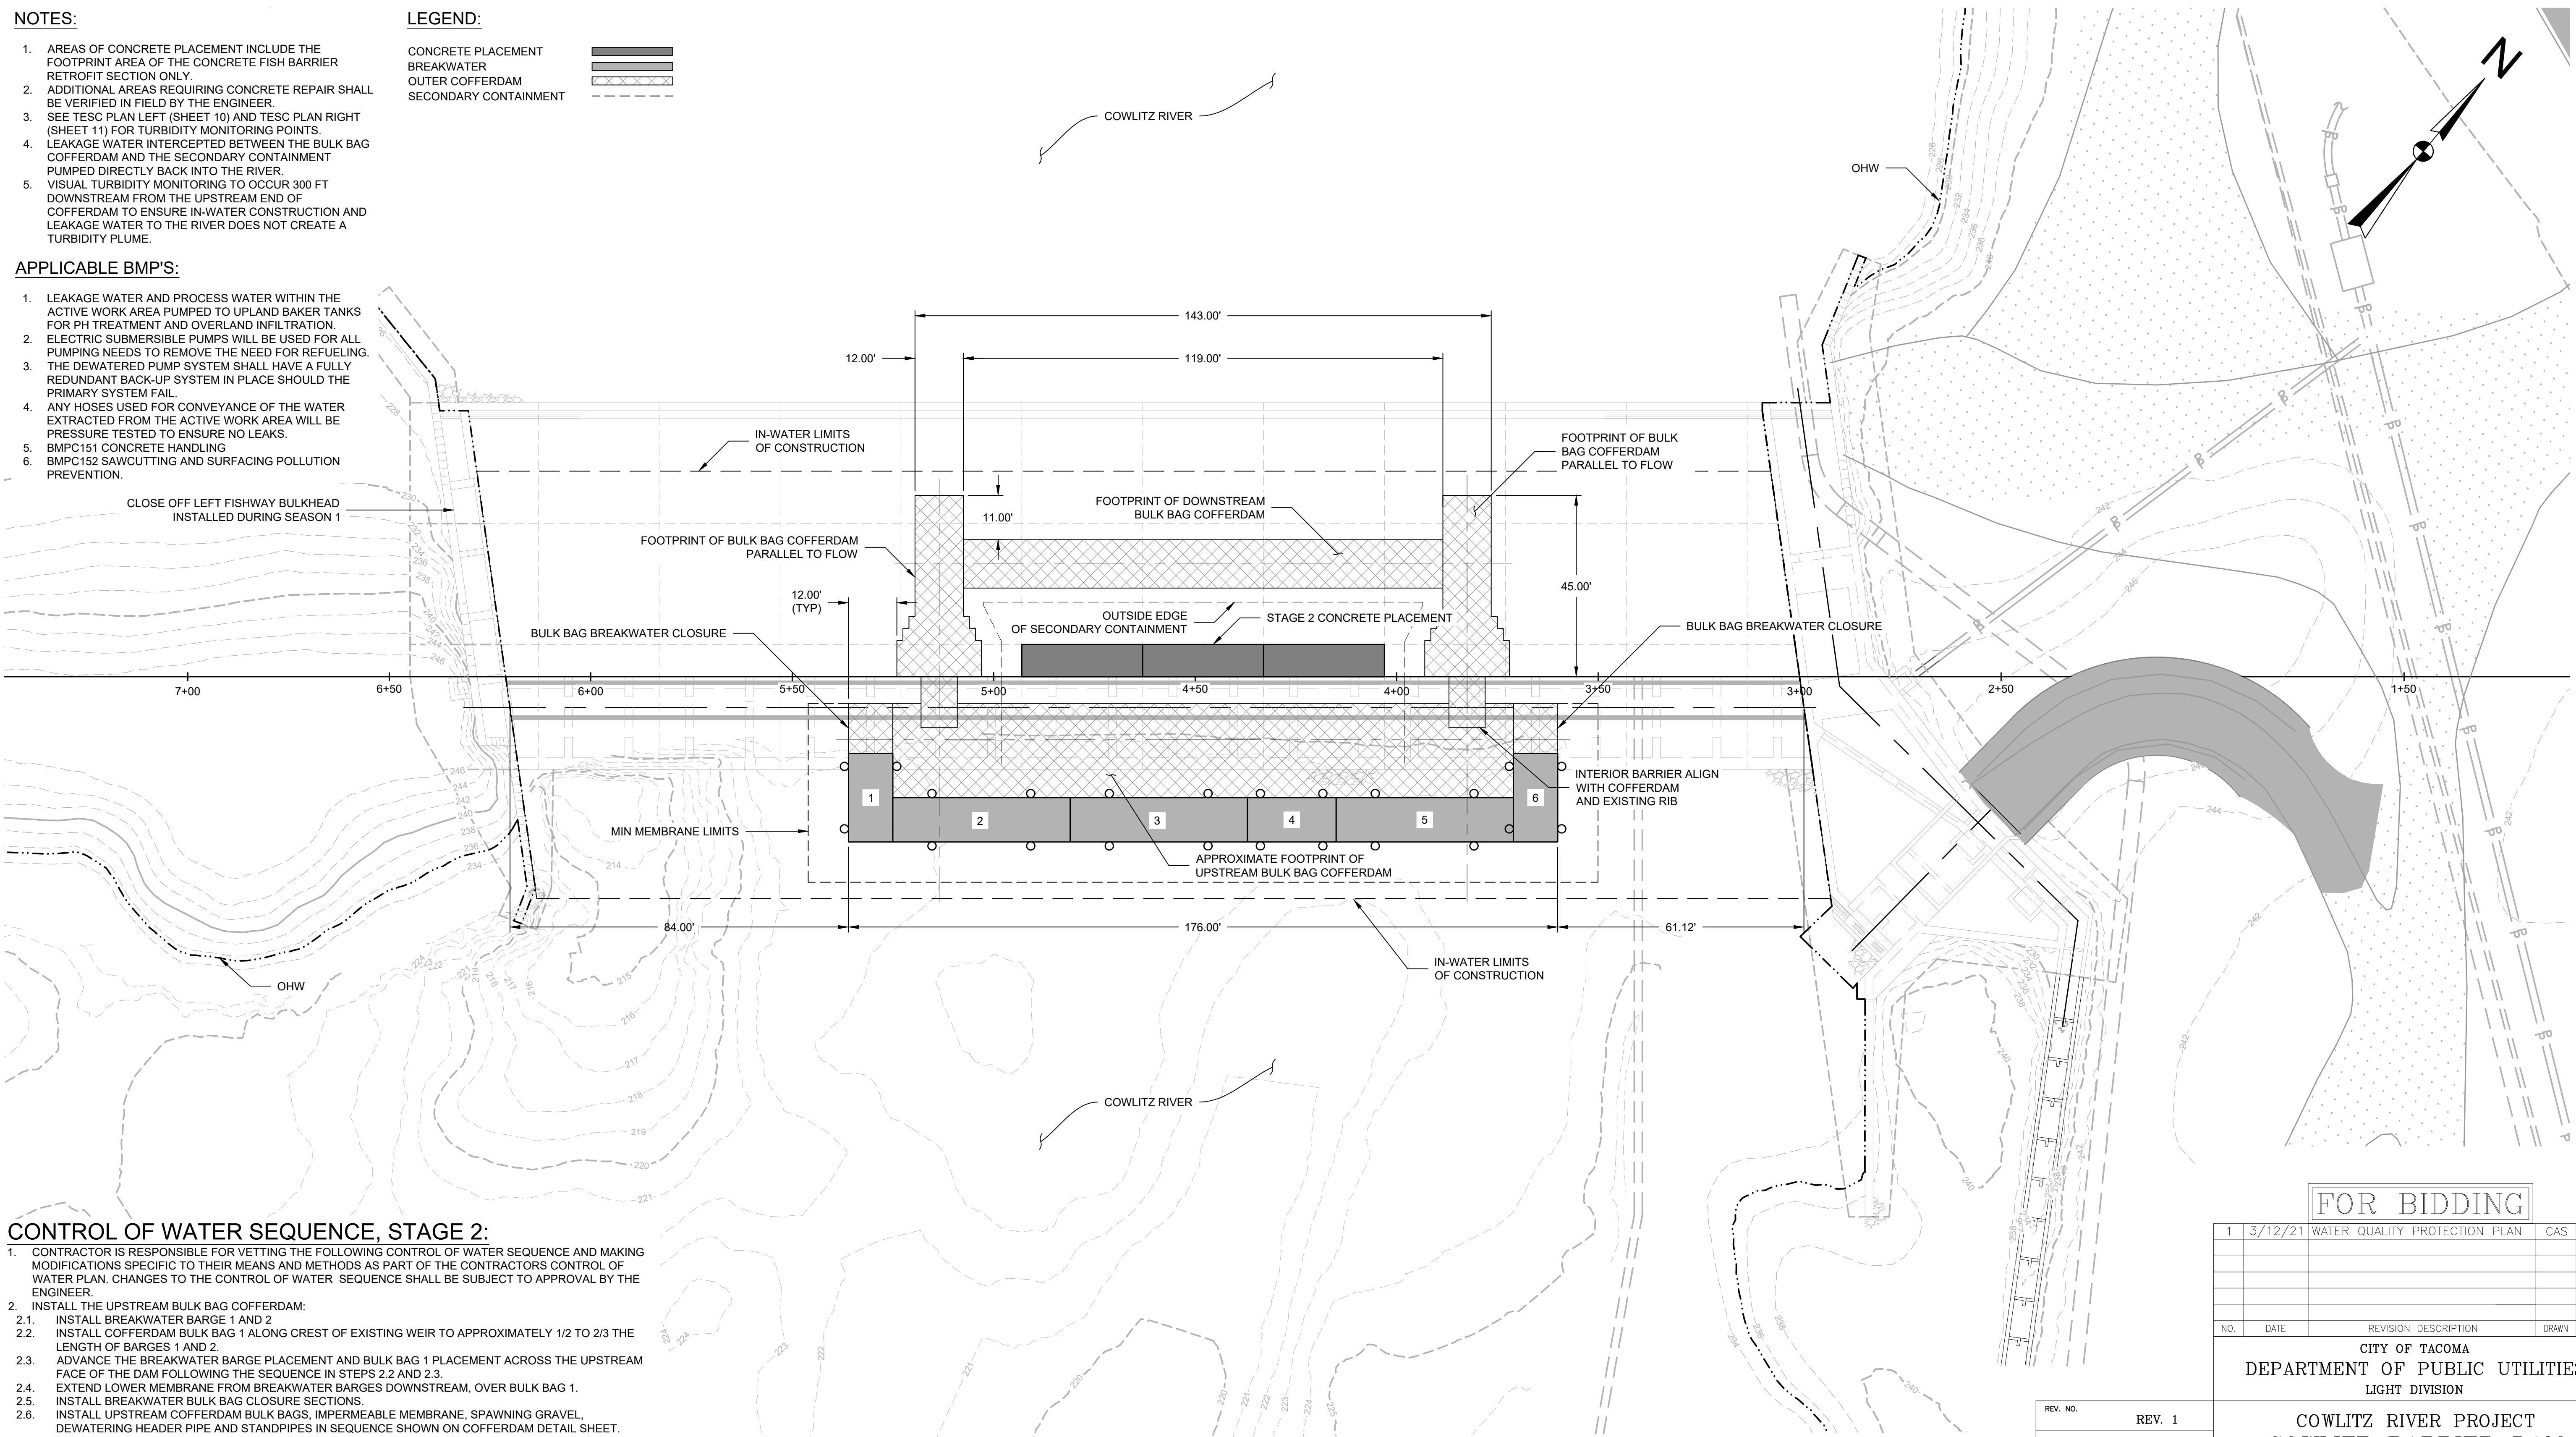 NOTES:
1. AREAS OF CONCRETE PLACEMENT INCLUDE THE
FOOTPRINT AREA OF THE CONCRETE FISH BARRIER
RETROFIT SECTION ONLY.
2. ADDITIONAL AREAS REQUIRING CONCRETE REPAIR SHALL
BE VERIFIED IN FIELD BY THE ENGINEER.
3. SEE TESC PLAN LEFT (SHEET 10) AND TESC PLAN RIGHT
(SHEET 11) FOR TURBIDITY MONITORING POINTS.
4. LEAKAGE WATER INTERCEPTED BETWEEN THE BULK BAG
COFFERDAM AND THE SECONDARY CONTAINMENT
PUMPED DIRECTLY BACK INTO THE RIVER.
5. VISUAL TURBIDITY MONITORING TO OCCUR 300 FT
DOWNSTREAM FROM THE UPSTREAM END OF
COFFERDAM TO ENSURE IN-WATER CONSTRUCTION AND
LEAKAGE WATER TO THE RIVER DOES NOT CREATE A
TURBIDITY PLUME.
APPLICABLE BMP'S:
1. LEAKAGE WATER AND PROCESS WATER WITHIN THE
ACTIVE WORK AREA PUMPED TO UPLAND BAKER TANKS
FOR PH TREATMENT AND OVERLAND INFILTRATION.
2. ELECTRIC SUBMERSIBLE PUMPS WILL BE USED FOR ALL
PUMPING NEEDS TO REMOVE THE NEED FOR REFUELING.
3. THE DEWATERED PUMP SYSTEM SHALL HAVE A FULLY
REDUNDANT BACK-UP SYSTEM IN PLACE SHOULD THE
PRIMARY SYSTEM FAIL.
4. ANY HOSES USED FOR CONVEYANCE OF THE WATER
EXTRACTED FROM THE ACTIVE WORK AREA WILL BE
PRESSURE TESTED TO ENSURE NO LEAKS.
5. BMPC151 CONCRETE HANDLING
6. BMPC152 SAWCUTTING AND SURFACING POLLUTION
PREVENTION.
LEGEND:
CONCRETE PLACEMENT
BREAKWATER
OUTER COFFERDAM
SECONDARY CONTAINMENT
COWLITZ RIVER
OHW
N
143.00'
12.00'
119.00'
IN-WATER LIMITS
OF CONSTRUCTION
FOOTPRINT OF BULK
BAG COFFERDAM
PARALLEL TO FLOW
CLOSE OFF LEFT FISHWAY BULKHEAD
INSTALLED DURING SEASON 1
FOOTPRINT OF DOWNSTREAM
BULK BAG COFFERDAM
11.00'
FOOTPRINT OF BULK BAG COFFERDAM
PARALLEL TO FLOW
45.00'
12.00'
(TYP)
OUTSIDE EDGE
OF SECONDARY CONTAINMENT
STAGE 2 CONCRETE PLACEMENT
BULK BAG BREAKWATER CLOSURE
BULK BAG BREAKWATER CLOSURE
7+00
6+50
6+00
5+50
5+00
4+50
4+00
3+50
3+00
2+50
1+50
INTERIOR BARRIER ALIGN
WITH COFFERDAM
AND EXISTING RIB
1
2
3
4
5
6
MIN MEMBRANE LIMITS
APPROXIMATE FOOTPRINT OF
UPSTREAM BULK BAG COFFERDAM
84.00'
176.00'
61.12'
IN-WATER LIMITS
OF CONSTRUCTION
OHW
COWLITZ RIVER
CONTROL OF WATER SEQUENCE, STAGE 2:
1. CONTRACTOR IS RESPONSIBLE FOR VETTING THE FOLLOWING CONTROL OF WATER SEQUENCE AND MAKING
MODIFICATIONS SPECIFIC TO THEIR MEANS AND METHODS AS PART OF THE CONTRACTORS CONTROL OF
WATER PLAN. CHANGES TO THE CONTROL OF WATER SEQUENCE SHALL BE SUBJECT TO APPROVAL BY THE
ENGINEER.
2. INSTALL THE UPSTREAM BULK BAG COFFERDAM:
2.1. INSTALL BREAKWATER BARGE 1 AND 2
2.2. INSTALL COFFERDAM BULK BAG 1 ALONG CREST OF EXISTING WEIR TO APPROXIMATELY 1/2 TO 2/3 THE
LENGTH OF BARGES 1 AND 2.
2.3. ADVANCE THE BREAKWATER BARGE PLACEMENT AND BULK BAG 1 PLACEMENT ACROSS THE UPSTREAM
FACE OF THE DAM FOLLOWING THE SEQUENCE IN STEPS 2.2 AND 2.3.
2.4. EXTEND LOWER MEMBRANE FROM BREAKWATER BARGES DOWNSTREAM, OVER BULK BAG 1.
2.5. INSTALL BREAKWATER BULK BAG CLOSURE SECTIONS.
2.6. INSTALL UPSTREAM COFFERDAM BULK BAGS, IMPERMEABLE MEMBRANE, SPAWNING GRAVEL,
DEWATERING HEADER PIPE AND STANDPIPES IN SEQUENCE SHOWN ON COFFERDAM DETAIL SHEET.
FOR BIDDING
1 3/12/21 WATER QUALITY PROTECTION PLAN CAS
NO. DATE REVISION DESCRIPTION DRAWN
CITY OF TACOMA
DEPARTMENT OF PUBLIC UTILITIES
LIGHT DIVISION
REV. NO.
REV. 1
COWLITZ RIVER PROJECT